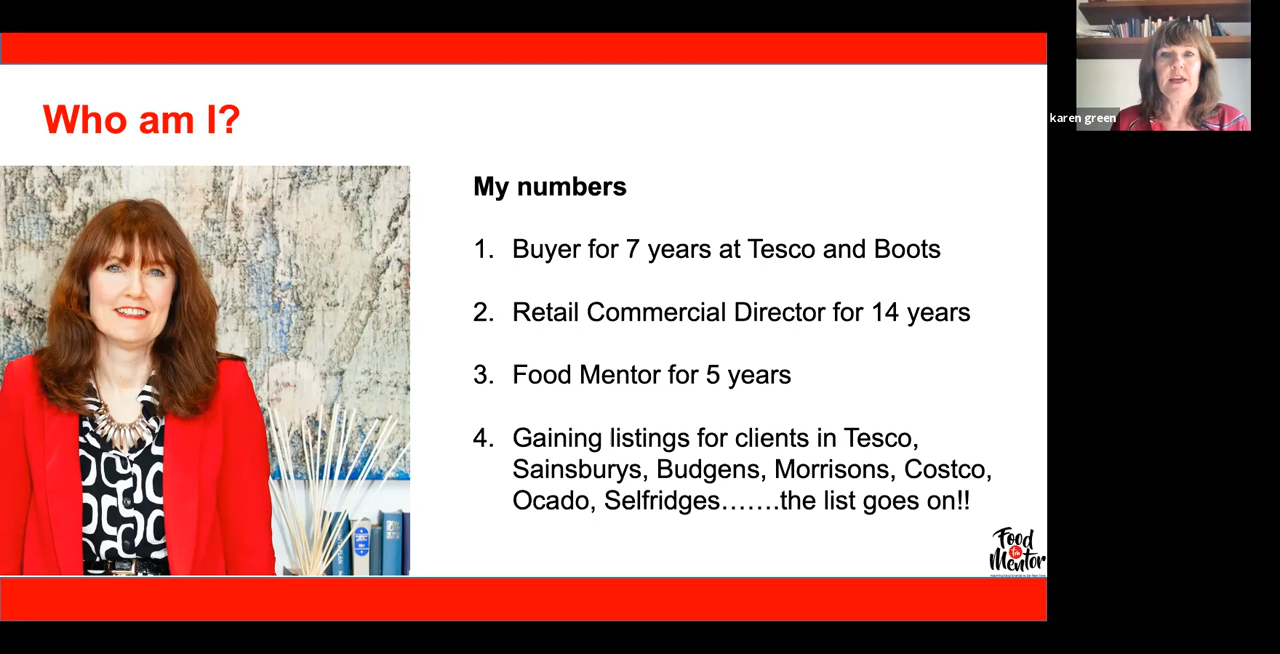 Who am I?
My numbers
1. Buyer for 7 years at Tesco and Boots
2. Retail Commercial Director for 14 years
3. Food Mentor for 5 years
4. Gaining listings for clients in Tesco,
Sainsburys, Budgens, Morrisons, Costco,
Ocado, Selfridges…….the list goes on!!
Food
Mentor
karen green